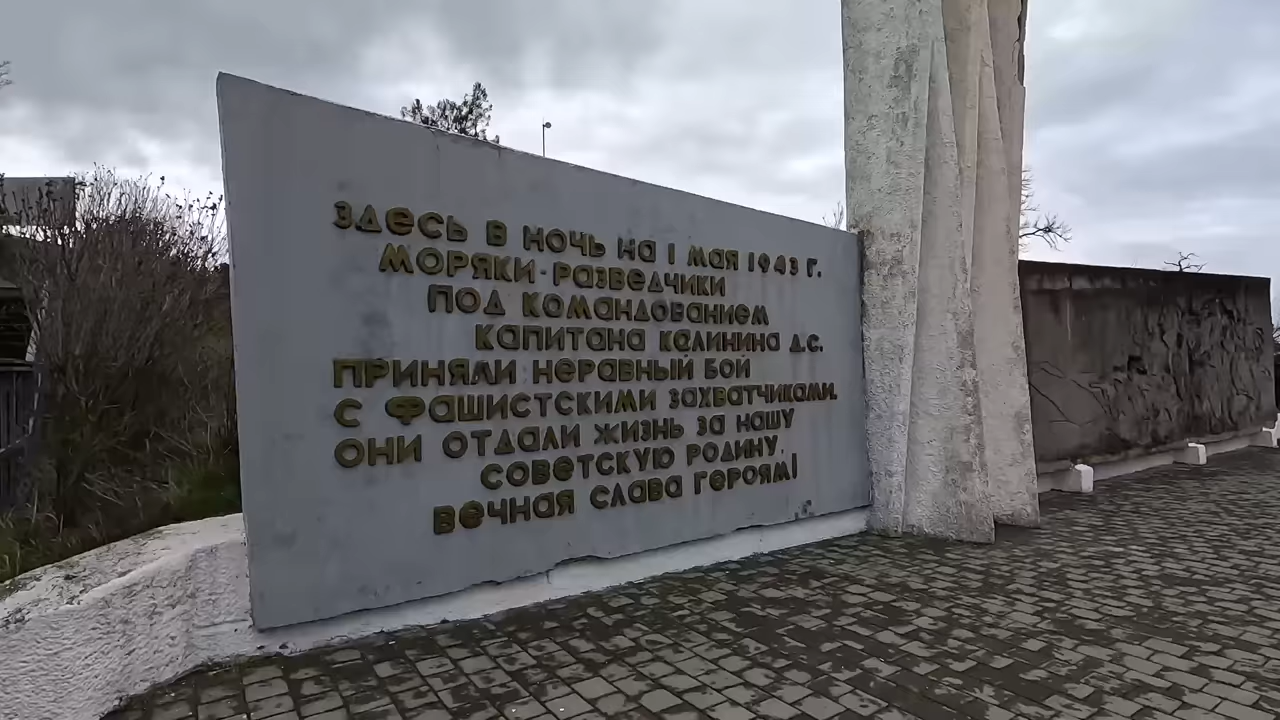 Здесь в ночь на 1 мая 1943 г.
моряки-разведчики
под командованием
капитана Калинина Д.С.
приняли неравный бой
с фашистскими захватчиками.
Они отдали жизнь за нашу
Советскую Родину.
Вечная слава героям!